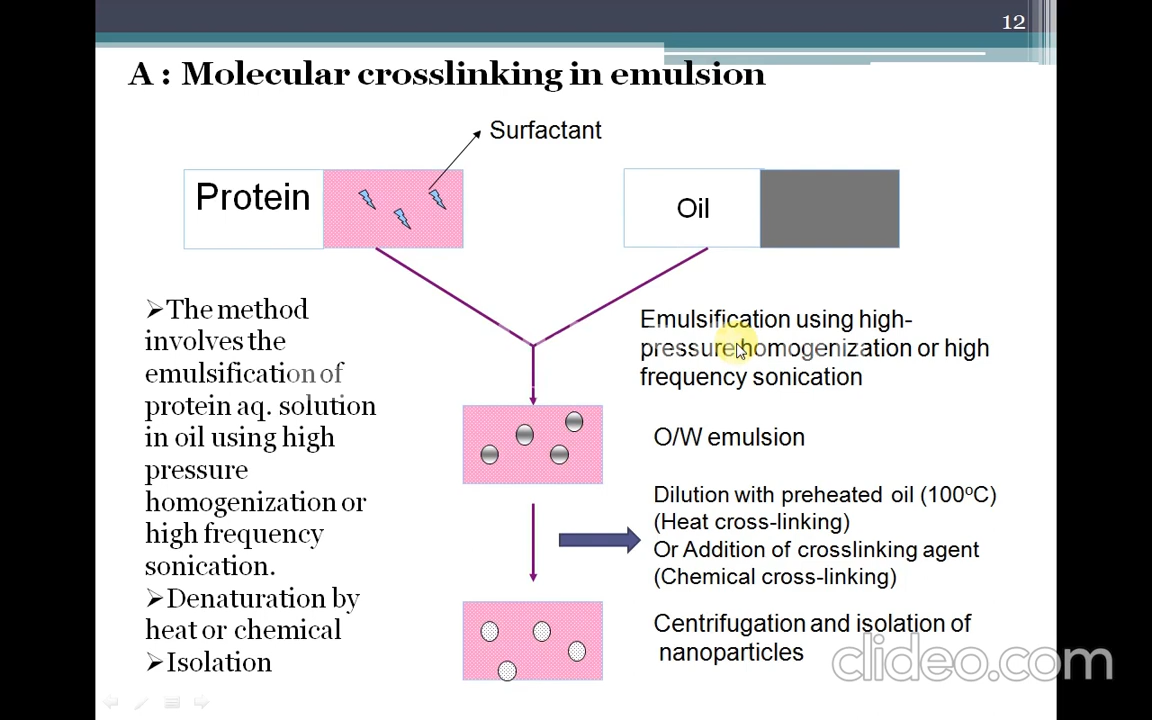 12
A : Molecular crosslinking in emulsion
Surfactant
Protein
Oil
➢The method
involves the
emulsification of
protein aq. solution
in oil using high
pressure
homogenization or
high frequency
sonication.
➢Denaturation by
heat or chemical
➢Isolation
Emulsification using high-
pressure homogenization or high
frequency sonication
O/W emulsion
Dilution with preheated oil (100ºC)
(Heat cross-linking)
Or Addition of crosslinking agent
(Chemical cross-linking)
Centrifugation and isolation of
nanoparticles
clideo.com